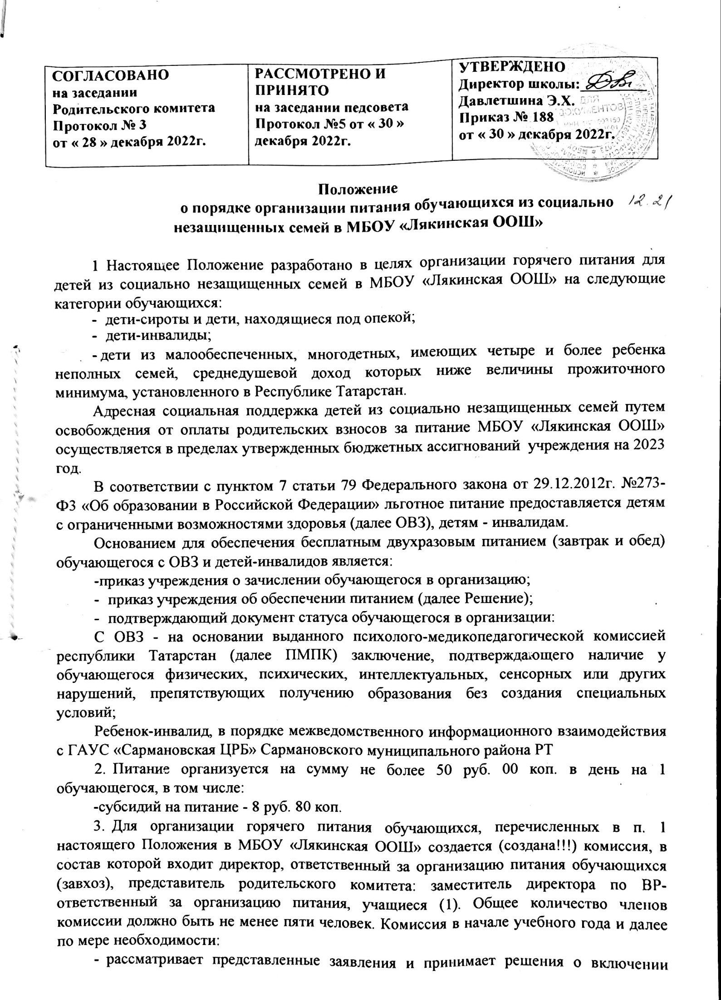 СОГЛАСОВАНО
на заседании
Родительского комитета
Протокол № 3
от « 28 » декабря 2022г.
РАССМОТРЕНО И
ПРИНЯТО
на заседании педсовета
Протокол №5 от « 30 »
декабря 2022г.
УТВЕРЖДЕНО
Директор школы:
Давлетшина Э.Х.
Приказ № 188
от « 30 » декабря 2022г.
ДЛЯ
ДОКУМЕНТОВ
Положение
о порядке организации питания обучающихся из социально
12.21
незащищенных семей в МБОУ «Лякинская ООШ»
1 Настоящее Положение разработано в целях организации горячего питания для
детей из социально незащищенных семей в МБОУ «Лякинская ООШ» на следующие
категории обучающихся:
- дети-сироты и дети, находящиеся под опекой;
- дети-инвалиды;
- дети из малообеспеченных, многодетных, имеющих четыре и более ребенка
неполных семей, среднедушевой доход которых ниже величины прожиточного
минимума, установленного в Республике Татарстан.
Адресная социальная поддержка детей из социально незащищенных семей путем
освобождения от оплаты родительских взносов за питание МБОУ «Лякинская ООШ»
осуществляется в пределах утвержденных бюджетных ассигнований учреждения на 2023
год.
В соответствии с пунктом 7 статьи 79 Федерального закона от 29.12.2012г. №273-
ФЗ «Об образовании в Российской Федерации» льготное питание предоставляется детям
с ограниченными возможностями здоровья (далее ОВЗ), детям - инвалидам.
Основанием для обеспечения бесплатным двухразовым питанием (завтрак и обед)
обучающегося с ОВЗ и детей-инвалидов является:
-приказ учреждения о зачислении обучающегося в организацию;
- приказ учреждения об обеспечении питанием (далее Решение);
- подтверждающий документ статуса обучающегося в организации:
С ОВЗ - на основании выданного психолого-медикопедагогической комиссией
республики Татарстан (далее ПМПК) заключение, подтверждающего наличие у
обучающегося физических, психических, интеллектуальных, сенсорных или других
нарушений, препятствующих получению образования без создания специальных
условий;
Ребенок-инвалид, в порядке межведомственного информационного взаимодействия
с ГАУС «Сармановская ЦРБ» Сармановского муниципального района РТ
2. Питание организуется на сумму не более 50 руб. 00 коп. в день на 1
обучающегося, в том числе:
-субсидий на питание - 8 руб. 80 коп.
3. Для организации горячего питания обучающихся, перечисленных в п. 1
настоящего Положения в МБОУ «Лякинская ООШ» создается (создана!!!) комиссия, в
состав которой входит директор, ответственный за организацию питания обучающихся
(завхоз), представитель родительского комитета: заместитель директора по ВР-
ответственный за организацию питания, учащиеся (1). Общее количество членов
комиссии должно быть не менее пяти человек. Комиссия в начале учебного года и далее
по мере необходимости:
- рассматривает представленные заявления и принимает решения о включении